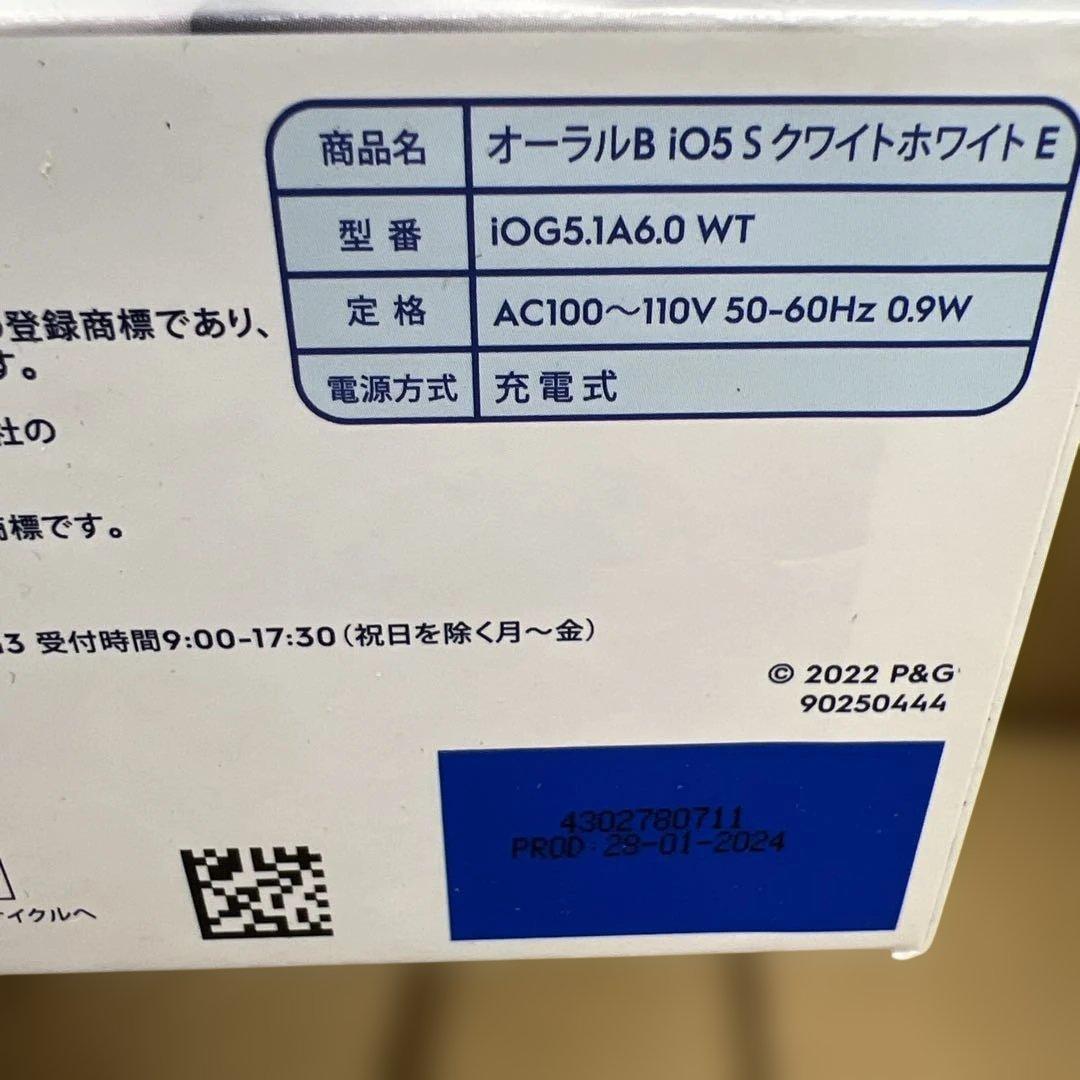 商品名 オーラルB iO5 S クワイトホワイト E
型番 iOG5.1A6.0 WT
定格 AC100〜110V 50-60Hz 0.9W
電源方式 充電式
登録商標であり、
す。
社の
商標です。
受付時間9:00-17:30（祝日を除く月〜金）
© 2022 P&G
90250444
4302780711
PROD: 28-01-2024
イクルへ